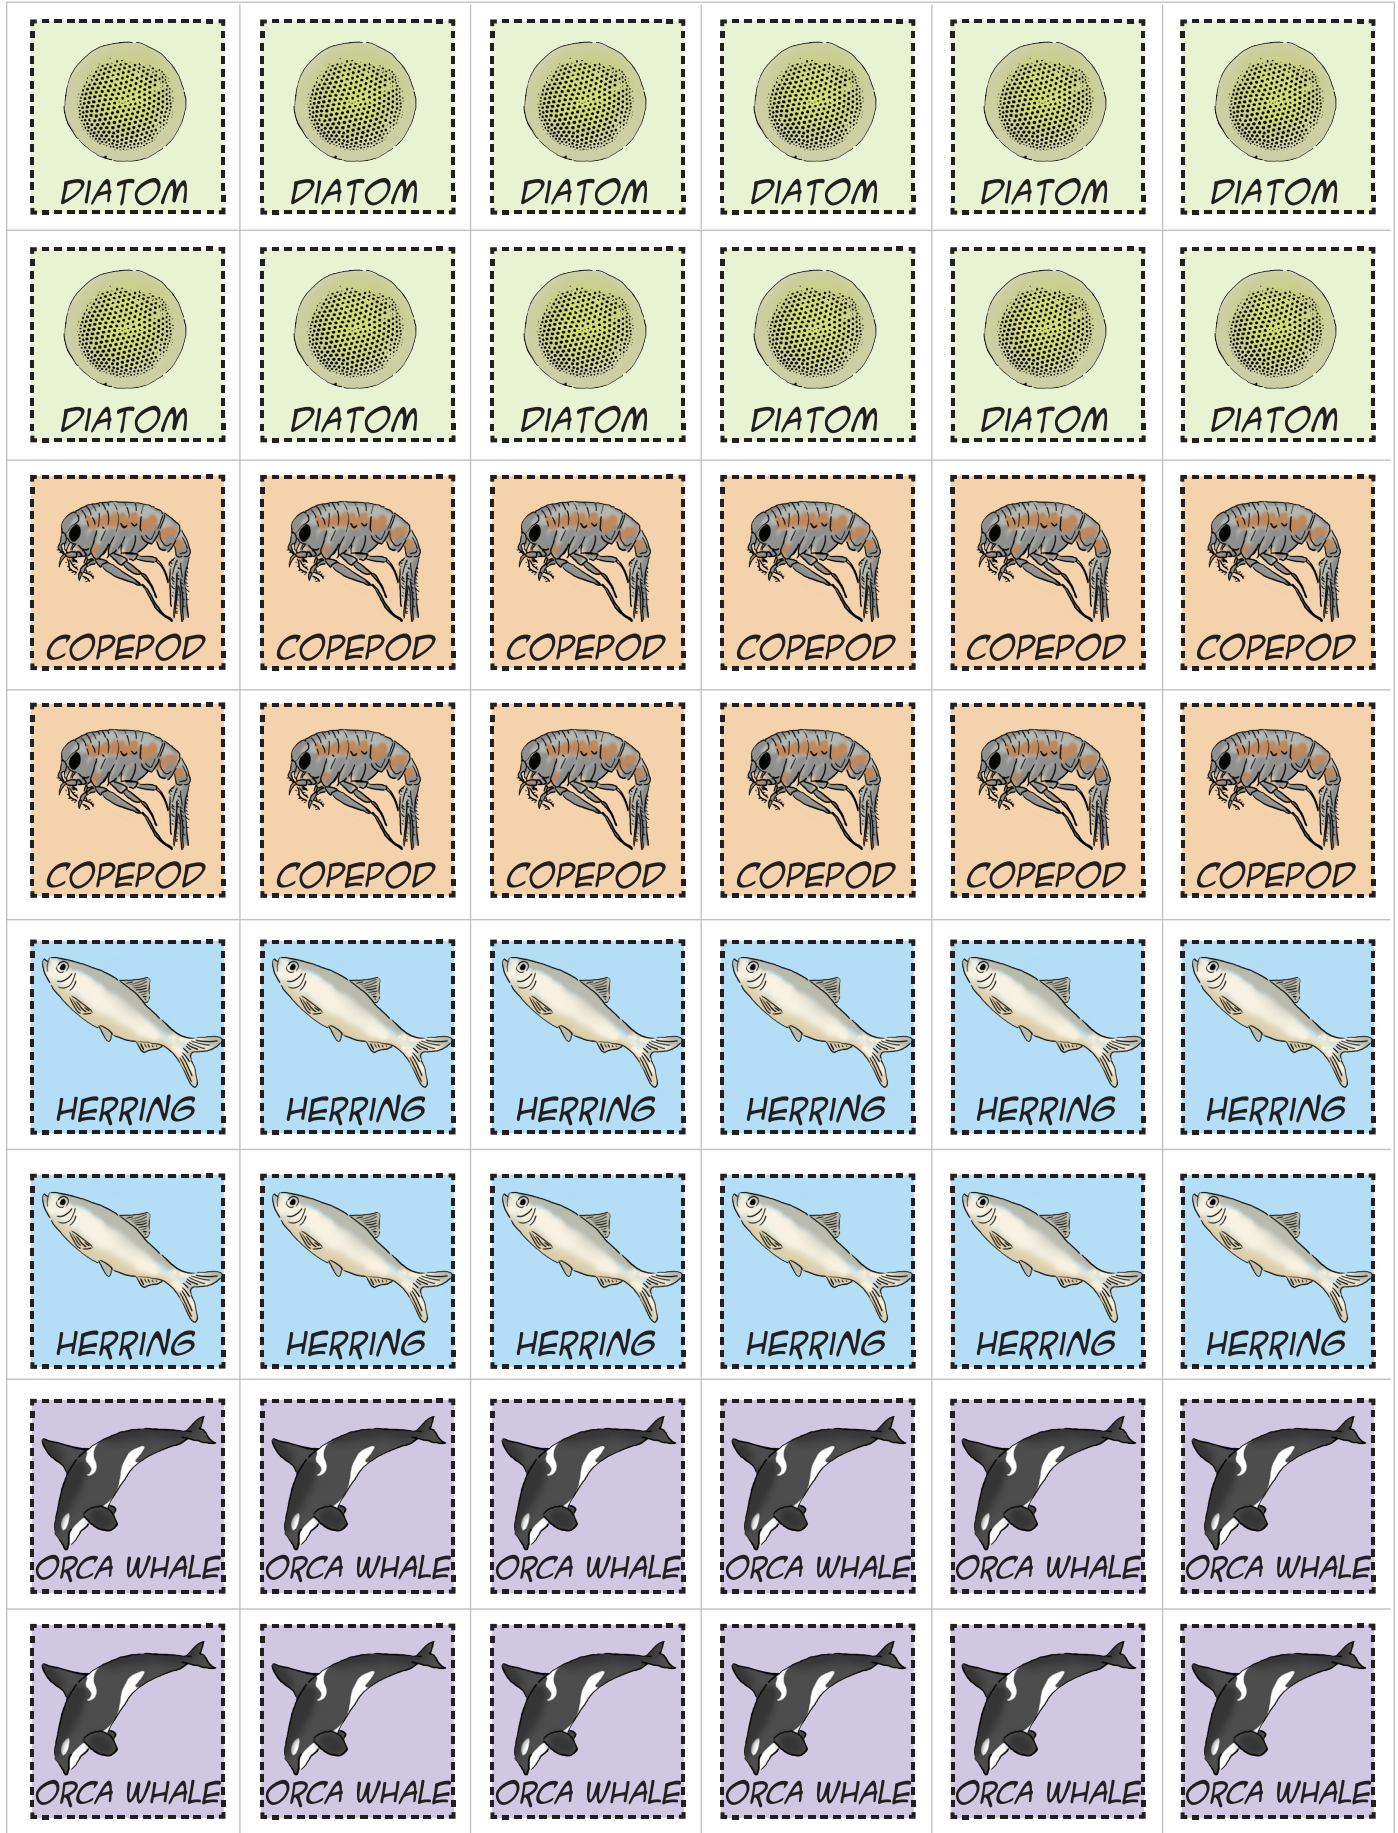 DIATOM DIATOM DIATOM DIATOM DIATOM DIATOM
DIATOM DIATOM DIATOM DIATOM DIATOM DIATOM
COPEPOD COPEPOD COPEPOD COPEPOD COPEPOD COPEPOD
COPEPOD COPEPOD COPEPOD COPEPOD COPEPOD COPEPOD
HERRING HERRING HERRING HERRING HERRING HERRING
HERRING HERRING HERRING HERRING HERRING HERRING
ORCA WHALE ORCA WHALE ORCA WHALE ORCA WHALE ORCA WHALE ORCA WHALE
ORCA WHALE ORCA WHALE ORCA WHALE ORCA WHALE ORCA WHALE ORCA WHALE